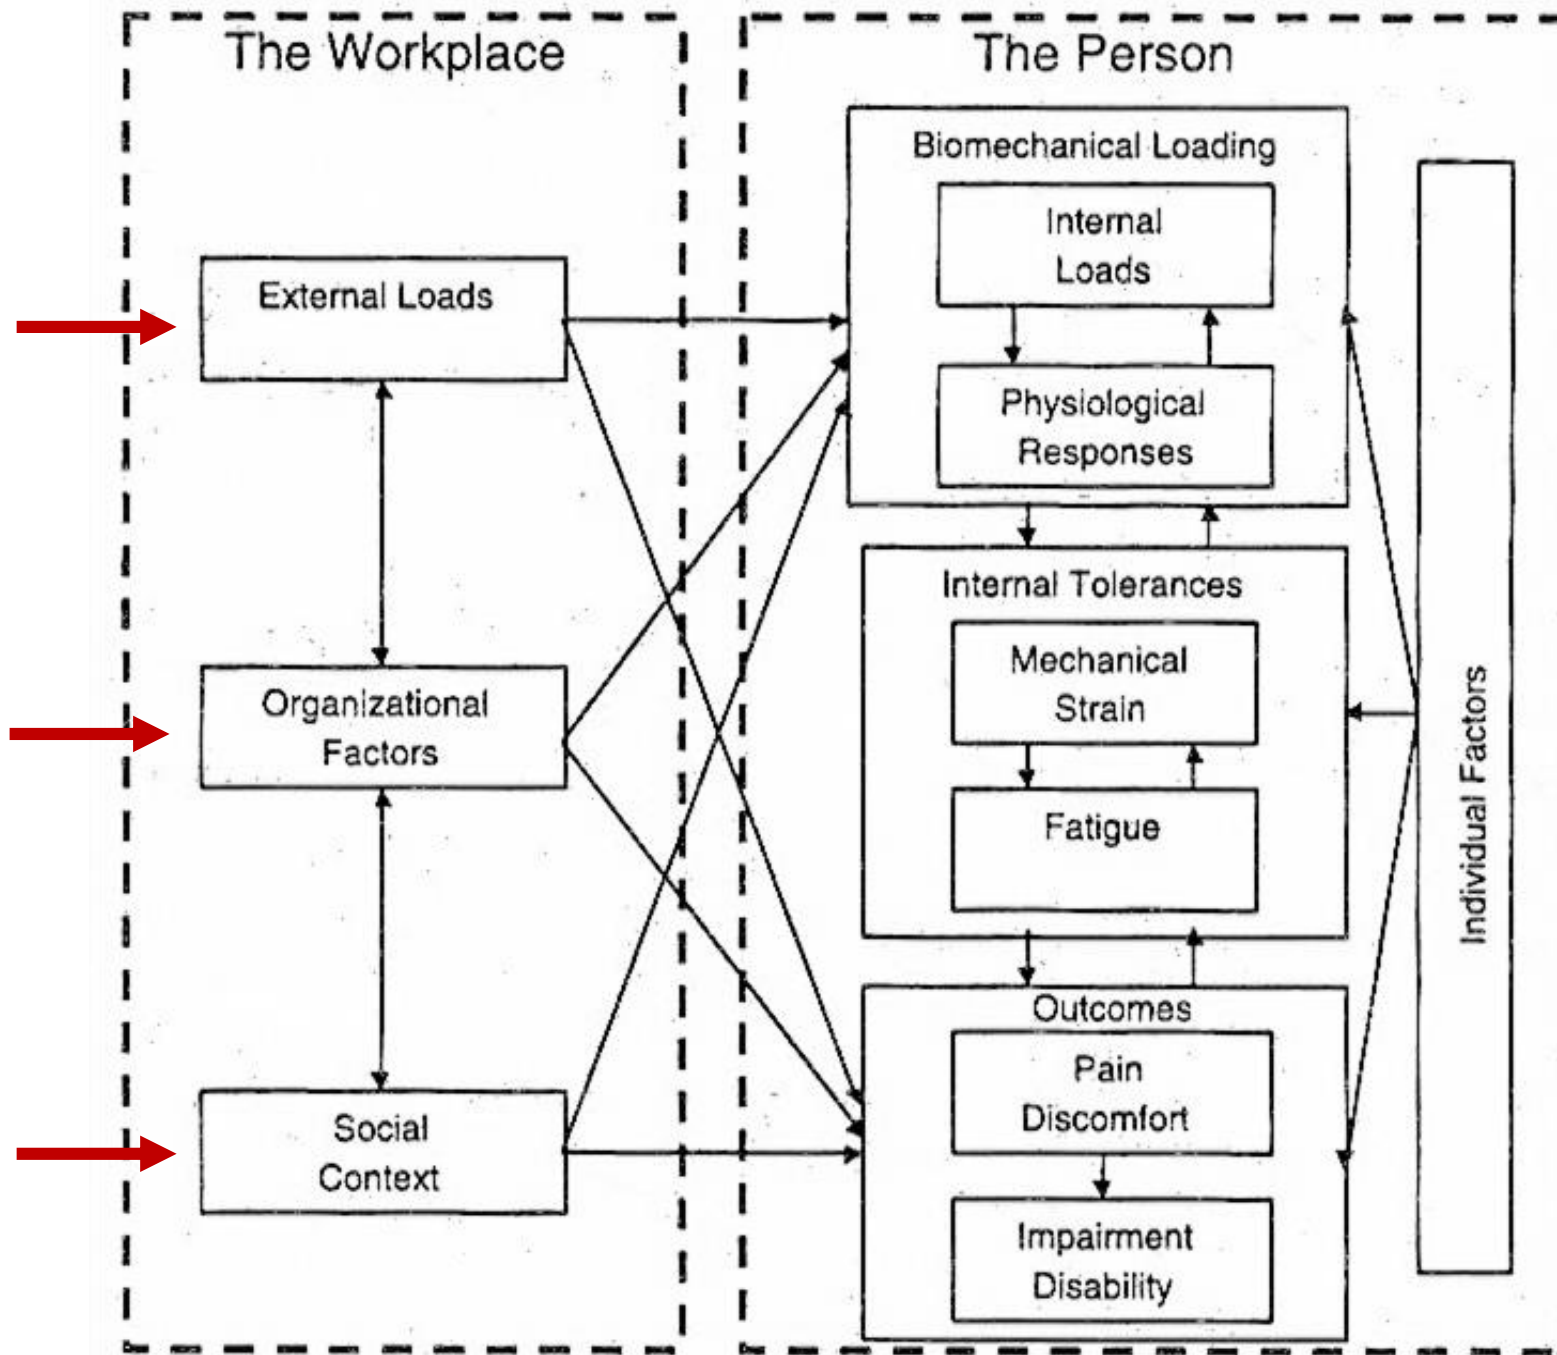 The Workplace
External Loads
Organizational
Factors
Social
Context
The Person
Biomechanical Loading
Internal
Loads
Physiological
Responses
Internal Tolerances
Mechanical
Strain
Fatigue
Outcomes
Pain
Discomfort
Impairment
Disability
Individual Factors